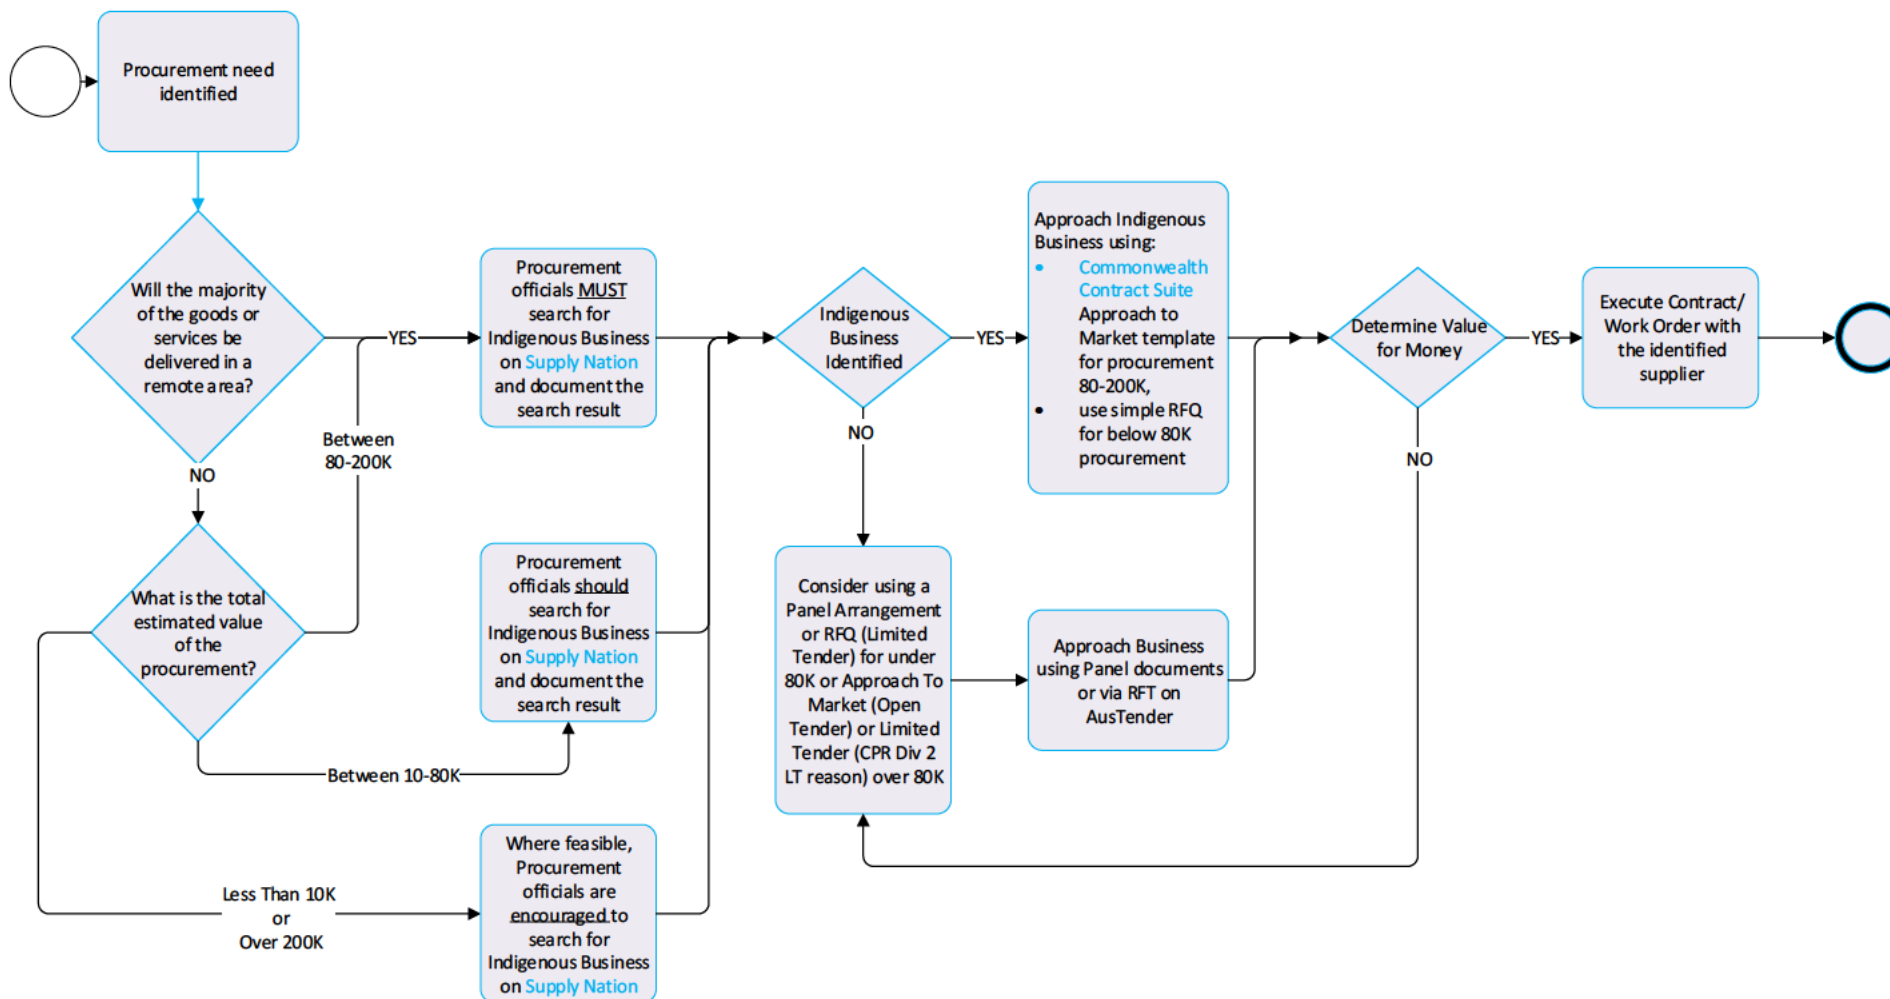 Procurement need
identified
Will the majority
of the goods or
services be
delivered in a
remote area?
YES
NO
Between
80-200K
What is the total
estimated value
of the
procurement?
Between 10-80K
Less Than 10K
or
Over 200K
Procurement
officials MUST
search for
Indigenous Business
on Supply Nation
and document the
search result
Procurement
officials should
search for
Indigenous Business
on Supply Nation
and document the
search result
Where feasible,
Procurement
officials are
encouraged to
search for
Indigenous Business
on Supply Nation
Indigenous
Business
Identified
YES
NO
Approach Indigenous
Business using:
• Commonwealth
Contract Suite
Approach to
Market template
for procurement
80-200K,
• use simple RFQ
for below 80K
procurement
Consider using a
Panel Arrangement
or RFQ (Limited
Tender) for under
80K or Approach To
Market (Open
Tender) or Limited
Tender (CPR Div 2
LT reason) over 80K
Approach Business
using Panel documents
or via RFT on
AusTender
Determine Value
for Money
YES
NO
Execute Contract/
Work Order with
the identified
supplier